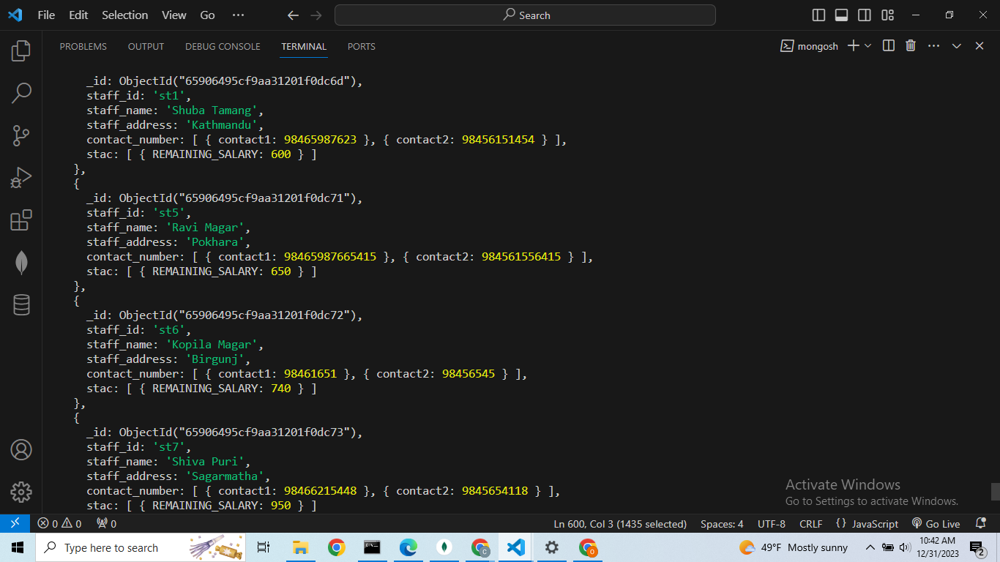 File Edit Selection View Go ··· Search
PROBLEMS OUTPUT DEBUG CONSOLE TERMINAL PORTS mongosh
_id: ObjectId("65906495cf9aa31201f0dc6d"),
staff_id: 'st1',
staff_name: 'Shuba Tamang',
staff_address: 'Kathmandu',
contact_number: [ { contact1: 98465987623 }, { contact2: 98456151454 } ],
stac: [ { REMAINING_SALARY: 600 } ]
},
{
_id: ObjectId("65906495cf9aa31201f0dc71"),
staff_id: 'st5',
staff_name: 'Ravi Magar',
staff_address: 'Pokhara',
contact_number: [ { contact1: 98465987665415 }, { contact2: 984561556415 } ],
stac: [ { REMAINING_SALARY: 650 } ]
},
{
_id: ObjectId("65906495cf9aa31201f0dc72"),
staff_id: 'st6',
staff_name: 'Kopila Magar',
staff_address: 'Birgunj',
contact_number: [ { contact1: 98461651 }, { contact2: 98456545 } ],
stac: [ { REMAINING_SALARY: 740 } ]
},
{
_id: ObjectId("65906495cf9aa31201f0dc73"),
staff_id: 'st7',
staff_name: 'Shiva Puri',
staff_address: 'Sagarmatha',
contact_number: [ { contact1: 98466215448 }, { contact2: 9845654118 } ],
stac: [ { REMAINING_SALARY: 950 } ]
Activate Windows
Go to Settings to activate Windows.
0 0 0 Ln 600, Col 3 (1435 selected) Spaces: 4 UTF-8 CRLF {} JavaScript Go Live
Type here to search 49°F Mostly sunny 10:42 AM
12/31/2023 2